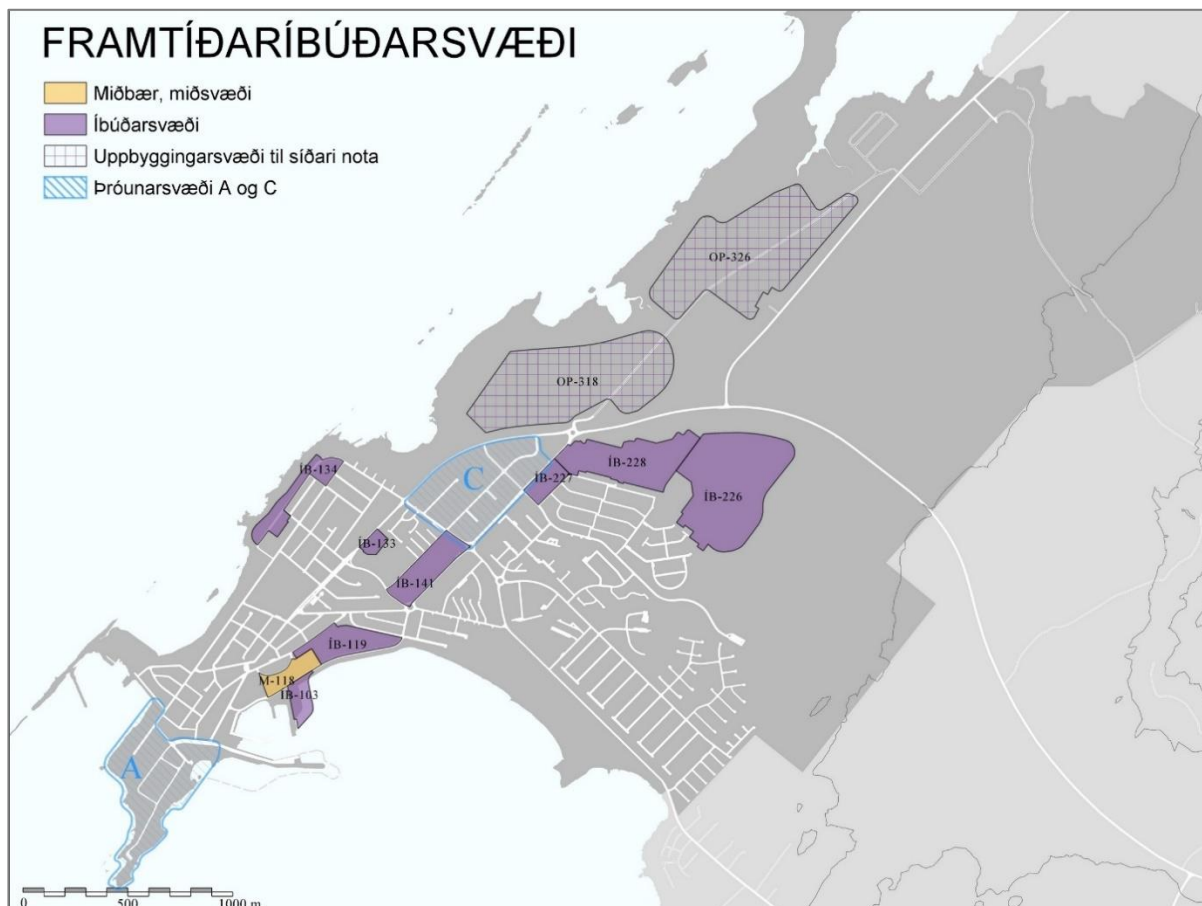 FRAMTÍÐARÍBÚÐARSVÆÐI
Miðbær, miðsvæði
Íbúðarsvæði
Uppbyggingarsvæði til síðari nota
Þróunarsvæði A og C
OP-326
OP-318
ÍB-134
C
ÍB-227
ÍB-228
ÍB-226
ÍB-133
ÍB-141
ÍB-119
M-118
ÍB-103
A
0 500 1000 m